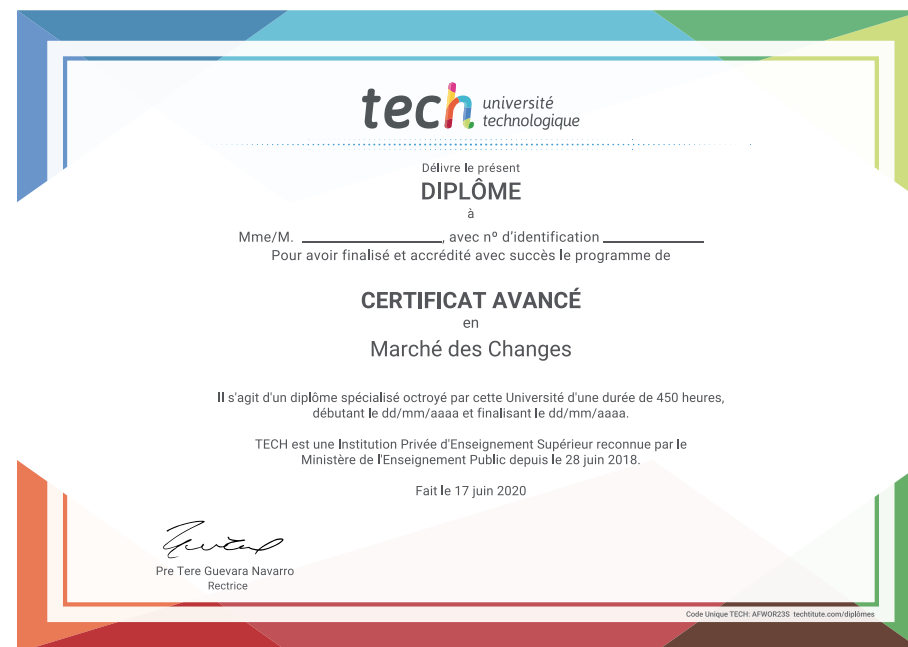 tech université
technologique
Délivre le présent
DIPLÔME
à
Mme/M. ____________________, avec nº d'identification ______________
Pour avoir finalisé et accrédité avec succès le programme de
CERTIFICAT AVANCÉ
en
Marché des Changes
Il s'agit d'un diplôme spécialisé octroyé par cette Université d'une durée de 450 heures,
débutant le dd/mm/aaaa et finalisant le dd/mm/aaaa.
TECH est une Institution Privée d'Enseignement Supérieur reconnue par le
Ministère de l'Enseignement Public depuis le 28 juin 2018.
Fait le 17 juin 2020
Pre Tere Guevara Navarro
Rectrice
Code Unique TECH: AFWOR23S techtitute.com/diplômes